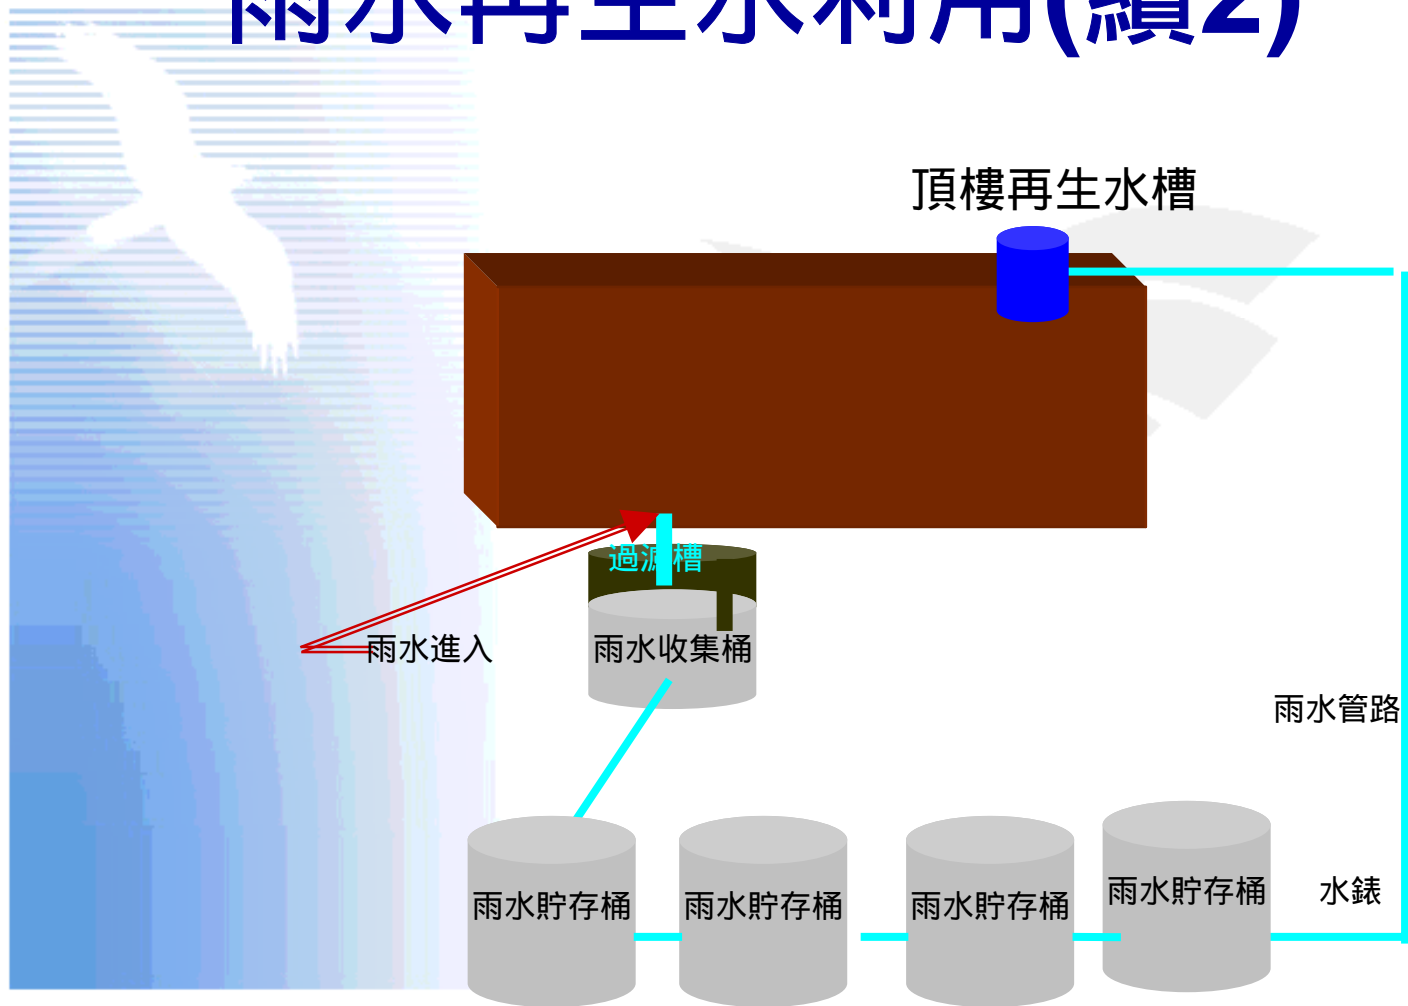 雨水再生水利用(續2)
頂樓再生水槽
過濾槽
雨水進入
雨水收集桶
雨水管路
雨水貯存桶
雨水貯存桶
雨水貯存桶
雨水貯存桶
水錶